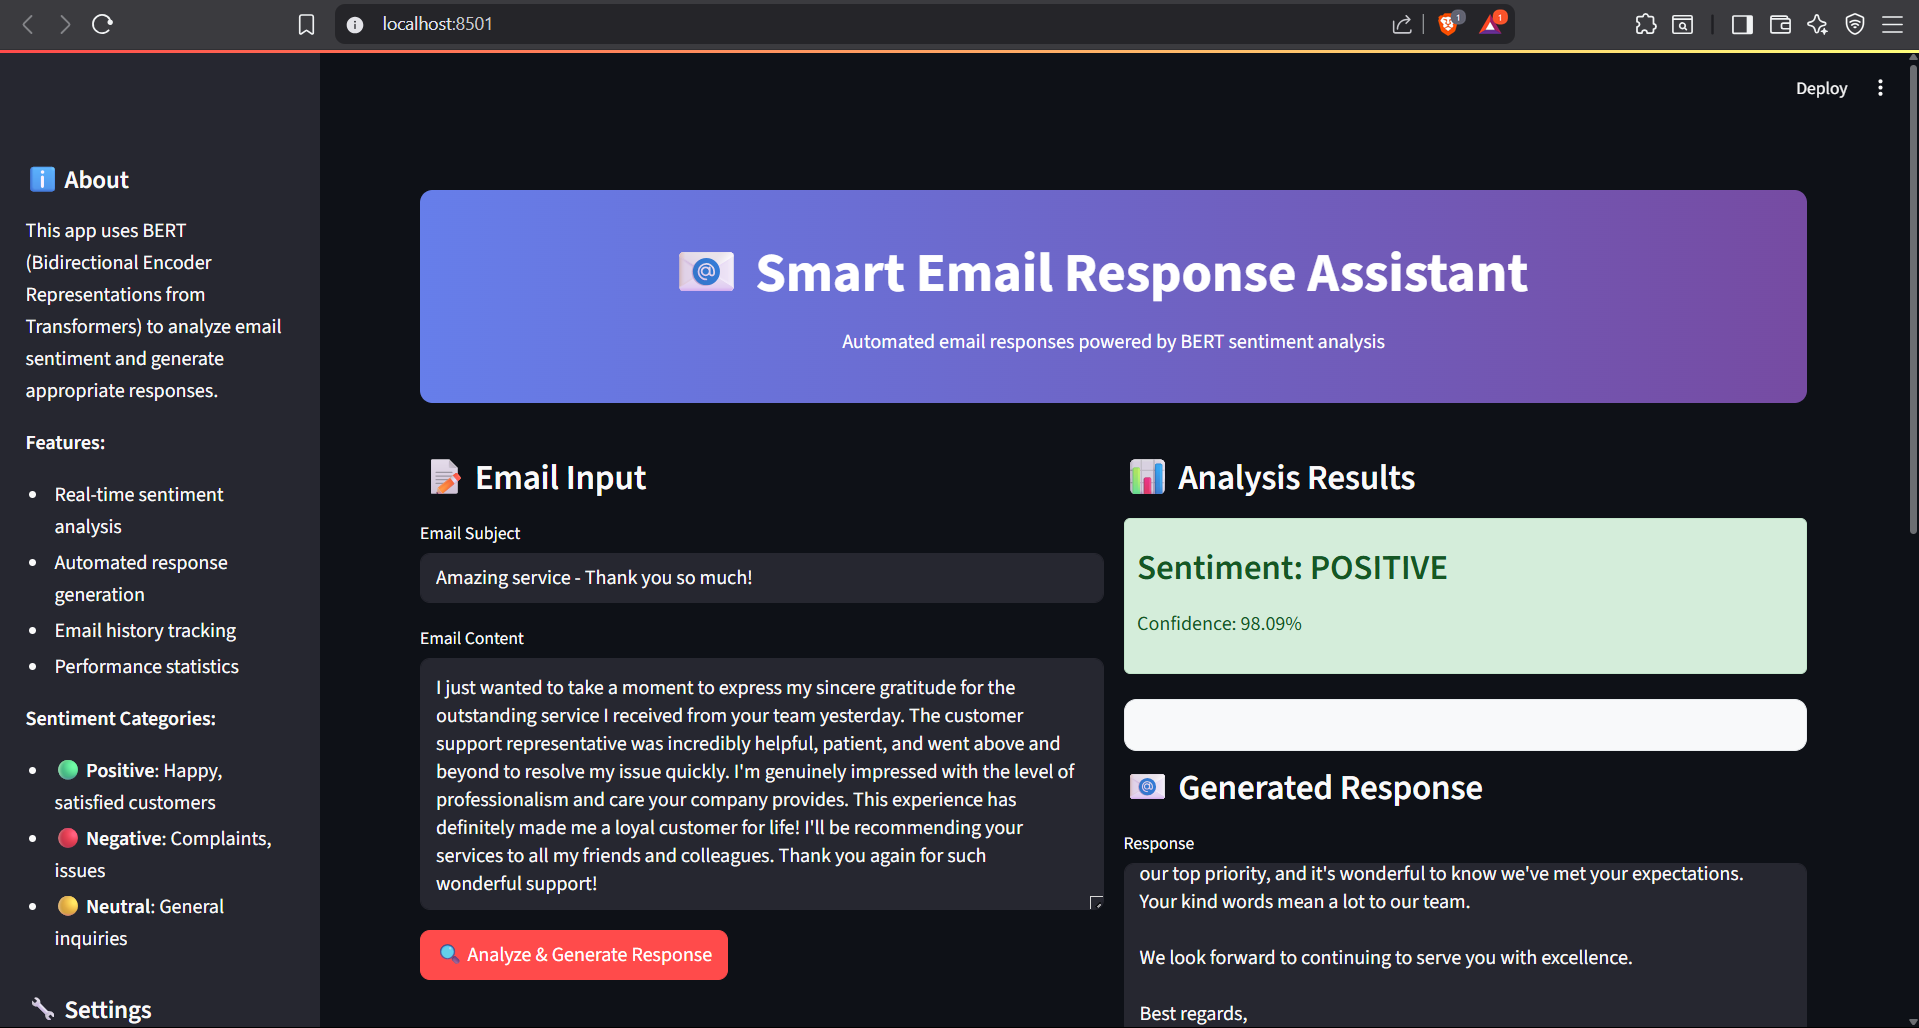 localhost:8501
1
1
Deploy
About
This app uses BERT
(Bidirectional Encoder
Representations from
Transformers) to analyze email
sentiment and generate
appropriate responses.
Features:
Real-time sentiment
analysis
Automated response
generation
Email history tracking
Performance statistics
Sentiment Categories:
Positive: Happy,
satisfied customers
Negative: Complaints,
issues
Neutral: General
inquiries
Settings
Smart Email Response Assistant
Automated email responses powered by BERT sentiment analysis
Email Input
Email Subject
Amazing service - Thank you so much!
Email Content
I just wanted to take a moment to express my sincere gratitude for the
outstanding service I received from your team yesterday. The customer
support representative was incredibly helpful, patient, and went above and
beyond to resolve my issue quickly. I'm genuinely impressed with the level of
professionalism and care your company provides. This experience has
definitely made me a loyal customer for life! I'll be recommending your
services to all my friends and colleagues. Thank you again for such
wonderful support!
Analyze & Generate Response
Analysis Results
Sentiment: POSITIVE
Confidence: 98.09%
Generated Response
Response
our top priority, and it's wonderful to know we've met your expectations.
Your kind words mean a lot to our team.
We look forward to continuing to serve you with excellence.
Best regards,